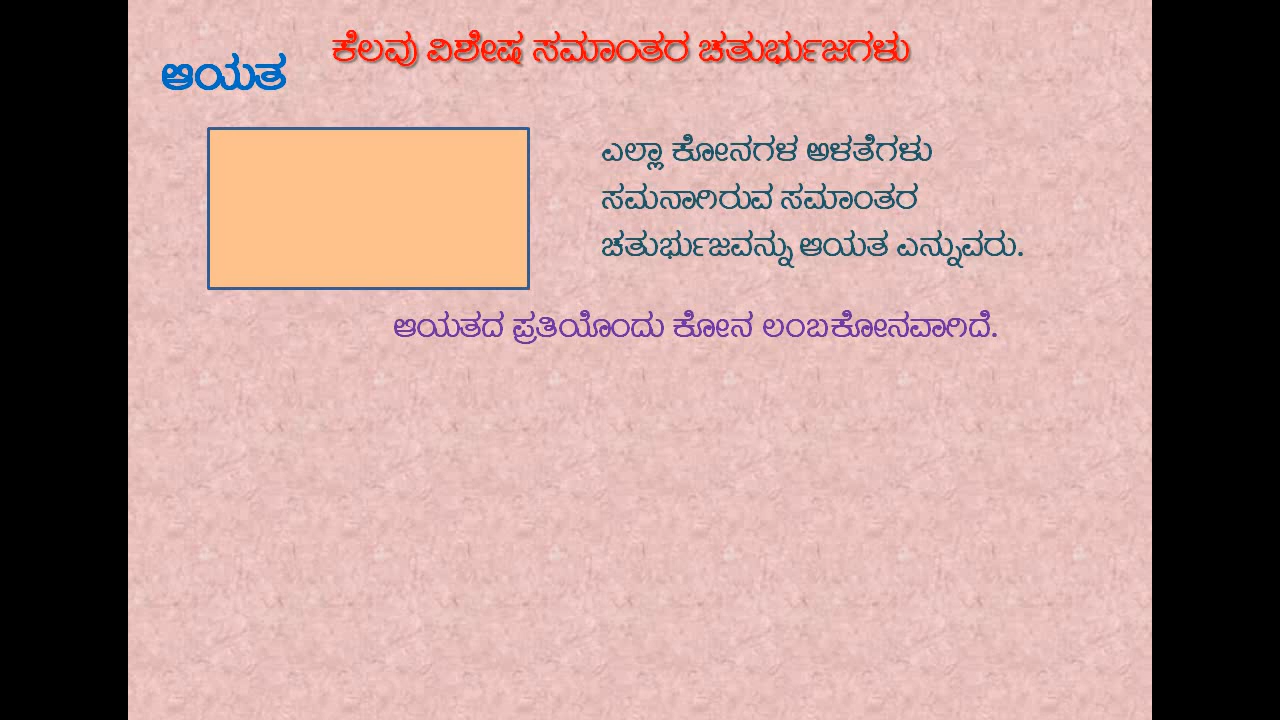 ಕೆಲವು ವಿಶೇಷ ಸಮಾಂತರ ಚತುರ್ಭುಜಗಳು
ಆಯತ
ಎಲ್ಲಾ ಕೋನಗಳ ಅಳತೆಗಳು
ಸಮನಾಗಿರುವ ಸಮಾಂತರ
ಚತುರ್ಭುಜವನ್ನು ಆಯತ ಎನ್ನುವರು.
ಆಯತದ ಪ್ರತಿಯೊಂದು ಕೋನ ಲಂಬಕೋನವಾಗಿದೆ.